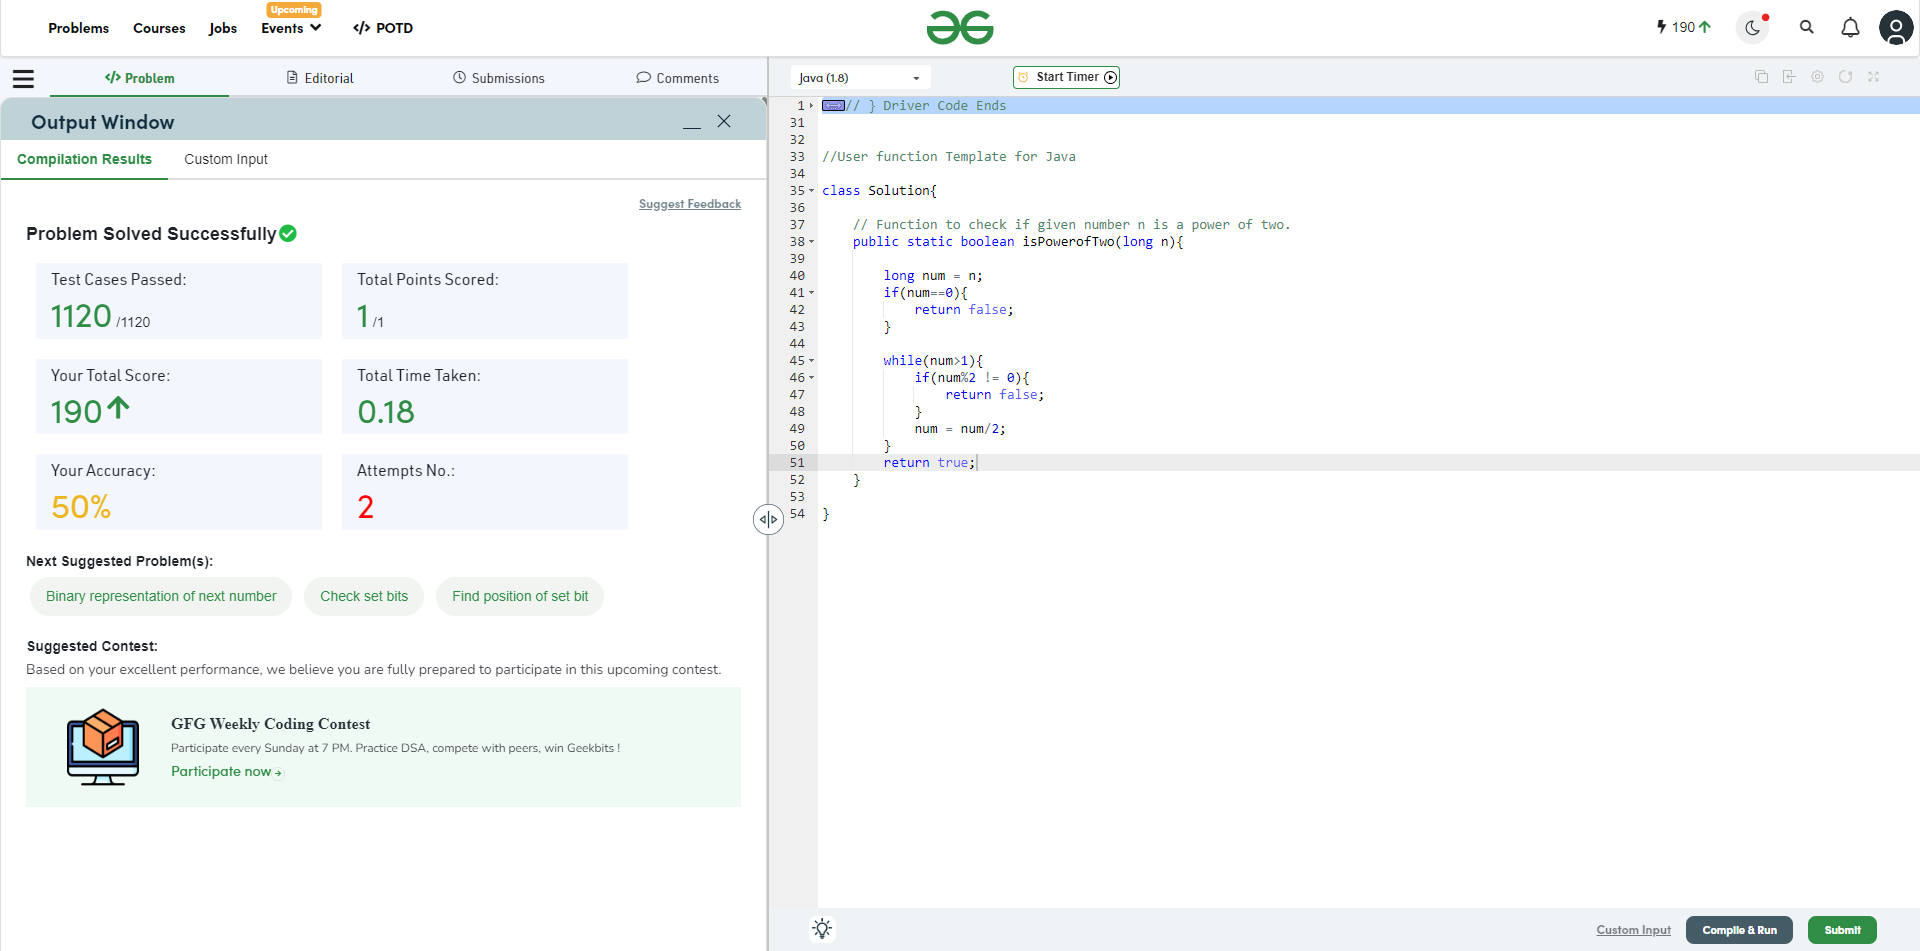 Problems Courses Jobs Upcoming Events </> POTD
190
</> Problem Editorial Submissions Comments
Java (1.8) Start Timer
Output Window
Compilation Results Custom Input
Suggest Feedback
Problem Solved Successfully
Test Cases Passed: Total Points Scored:
1120 /1120 1 /1
Your Total Score: Total Time Taken:
190 0.18
Your Accuracy: Attempts No.:
50% 2
Next Suggested Problem(s):
Binary representation of next number Check set bits Find position of set bit
Suggested Contest:
Based on your excellent performance, we believe you are fully prepared to participate in this upcoming contest.
GFG Weekly Coding Contest
Participate every Sunday at 7 PM. Practice DSA, compete with peers, win Geekbits !
Participate now
1 // } Driver Code Ends
31
32
33 //User function Template for Java
34
35 class Solution{
36
37 // Function to check if given number n is a power of two.
38 public static boolean isPowerofTwo(long n){
39
40 long num = n;
41 if(num==0){
42 return false;
43 }
44
45 while(num>1){
46 if(num%2 != 0){
47 return false;
48 }
49 num = num/2;
50 }
51 return true;
52 }
53
54 }
Custom Input Compile & Run Submit